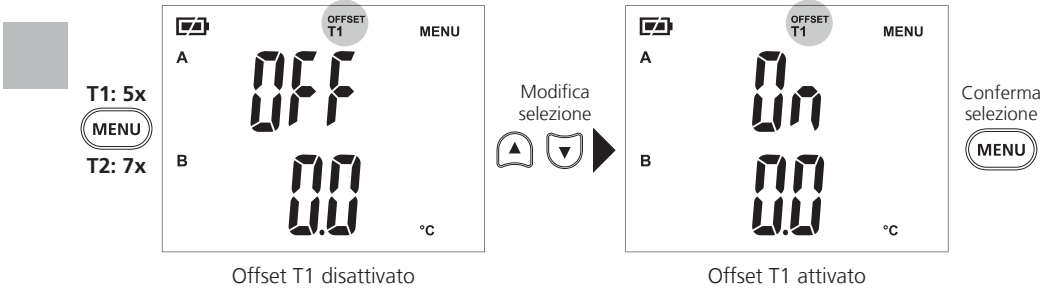 T1: 5x
MENU
T2: 7x
OFFSET
T1
MENU
A
OFF
B
0.0
°C
Offset T1 disattivato
Modifica
selezione
OFFSET
T1
MENU
A
On
B
0.0
°C
Offset T1 attivato
Conferma
selezione
MENU